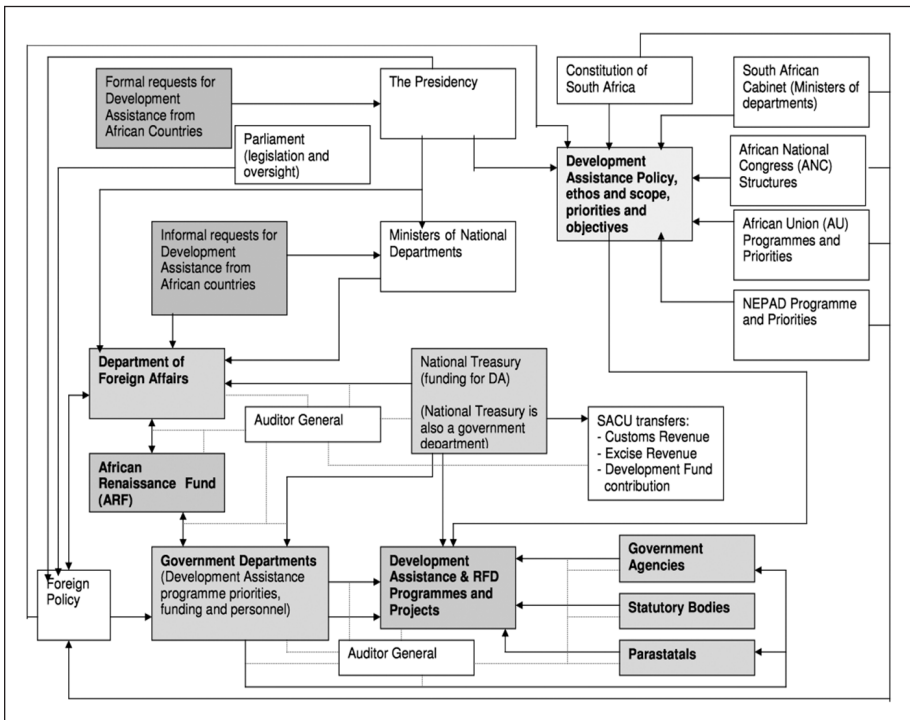 Formal requests for
Development
Assistance from
African Countries
The Presidency
Constitution of
South Africa
South African
Cabinet (Ministers of
departments)
Parliament
(legislation and
oversight)
Development
Assistance Policy,
ethos and scope,
priorities and
objectives
African National
Congress (ANC)
Structures
Informal requests for
Development
Assistance from
African countries
Ministers of National
Departments
African Union (AU)
Programmes and
Priorities
NEPAD Programme
and Priorities
Department of
Foreign Affairs
National Treasury
(funding for DA)
(National Treasury is
also a government
department)
Auditor General
SACU transfers:
- Customs Revenue
- Excise Revenue
- Development Fund
contribution
African
Renaissance Fund
(ARF)
Foreign
Policy
Government Departments
(Development Assistance
programme priorities,
funding and personnel)
Development
Assistance & RFD
Programmes and
Projects
Government
Agencies
Statutory Bodies
Parastatals
Auditor General